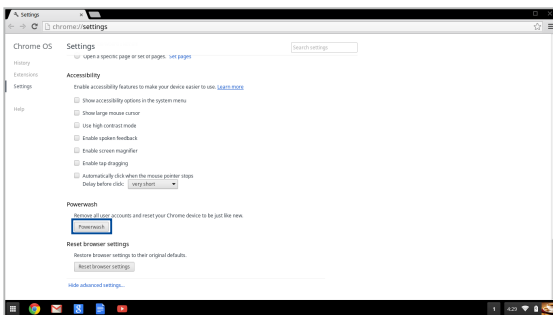 Settings
chrome://settings
Chrome OS
Settings
Search settings
History
Extensions
Settings
Help
Open a specific page or set of pages. Set pages
Accessibility
Enable accessibility features to make your device easier to use. Learn more
Show accessibility options in the system menu
Show large mouse cursor
Use high contrast mode
Enable spoken feedback
Enable screen magnifier
Enable tap dragging
Automatically click when the mouse pointer stops
Delay before click: very short
Powerwash
Remove all user accounts and reset your Chrome device to be just like new.
Powerwash
Reset browser settings
Restore browser settings to their original defaults.
Reset browser settings
Hide advanced settings...
8
1 4:29